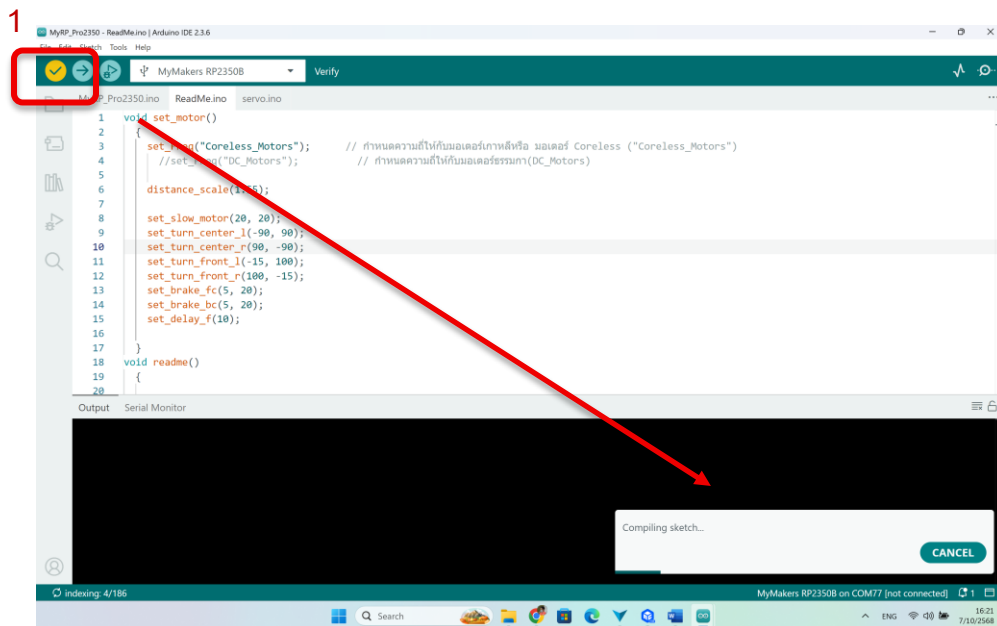 1
MyRP_Pro2350 - ReadMe.ino | Arduino IDE 2.3.6
File Edit Sketch Tools Help
MyMakers RP2350B
Verify
MyRP_Pro2350.ino ReadMe.ino servo.ino
1 void set_motor()
2 {
3 set_Freq("Coreless_Motors"); // กำหนดความถี่ให้กับมอเตอร์เกาหลีหรือ มอเตอร์ Coreless ("Coreless_Motors")
4 //set_Freq("DC_Motors"); // กำหนดความถี่ให้กับมอเตอร์ธรรมดา(DC_Motors)
5
6 distance_scale(1.55);
7
8 set_slow_motor(20, 20);
9 set_turn_center_l(-90, 90);
10 set_turn_center_r(90, -90);
11 set_turn_front_l(-15, 100);
12 set_turn_front_r(100, -15);
13 set_brake_fc(5, 20);
14 set_brake_bc(5, 20);
15 set_delay_f(10);
16
17 }
18 void readme()
19 {
20
Output Serial Monitor
Compiling sketch...
CANCEL
indexing: 4/186
MyMakers RP2350B on COM77 [not connected] 1
Search
ENG
16:21
7/10/2568